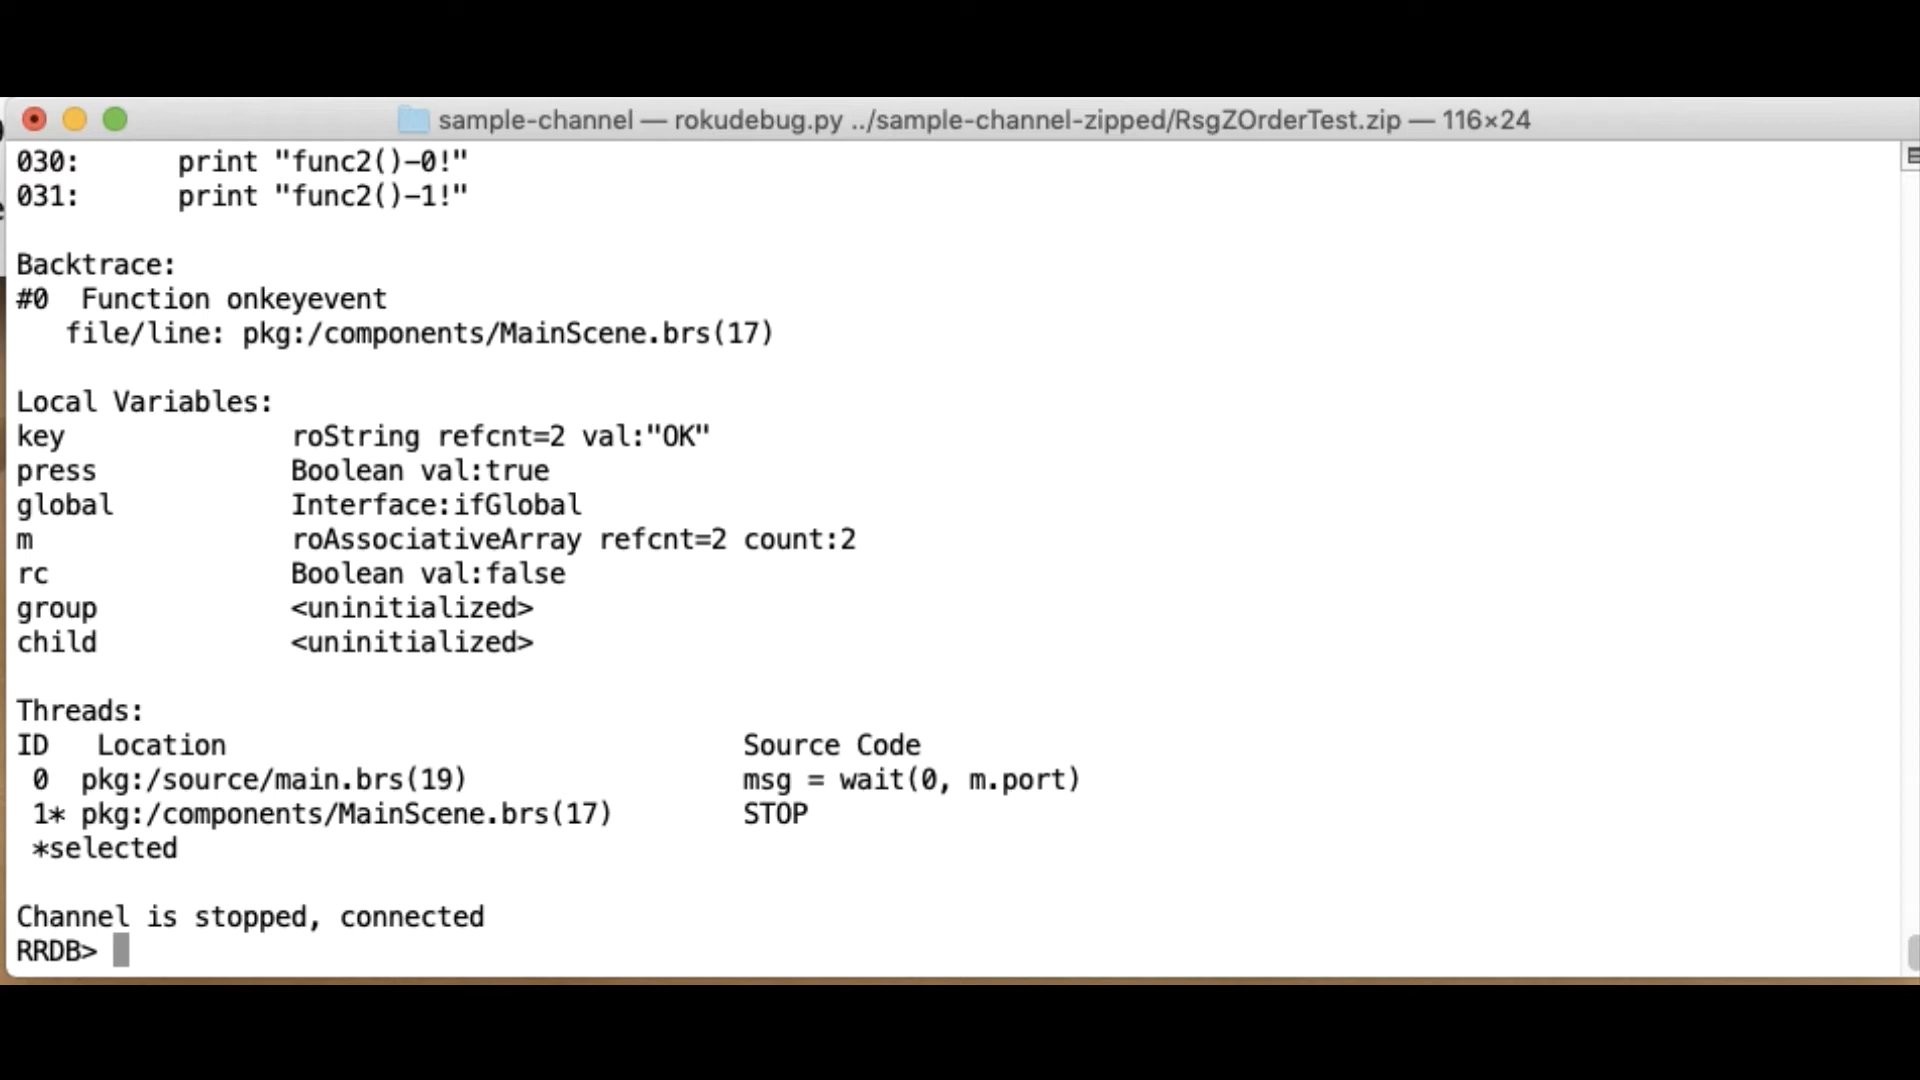 sample-channel — rokudebug.py ../sample-channel-zipped/RsgZOrderTest.zip — 116×24
030:      print "func2()-0!"
031:      print "func2()-1!"
Backtrace:
#0  Function onkeyevent
   file/line: pkg:/components/MainScene.brs(17)
Local Variables:
key              roString refcnt=2 val:"OK"
press            Boolean val:true
global           Interface:ifGlobal
m                roAssociativeArray refcnt=2 count:2
rc               Boolean val:false
group            <uninitialized>
child            <uninitialized>
Threads:
ID   Location                                Source Code
 0  pkg:/source/main.brs(19)                 msg = wait(0, m.port)
 1* pkg:/components/MainScene.brs(17)        STOP
 *selected
Channel is stopped, connected
RRDB>